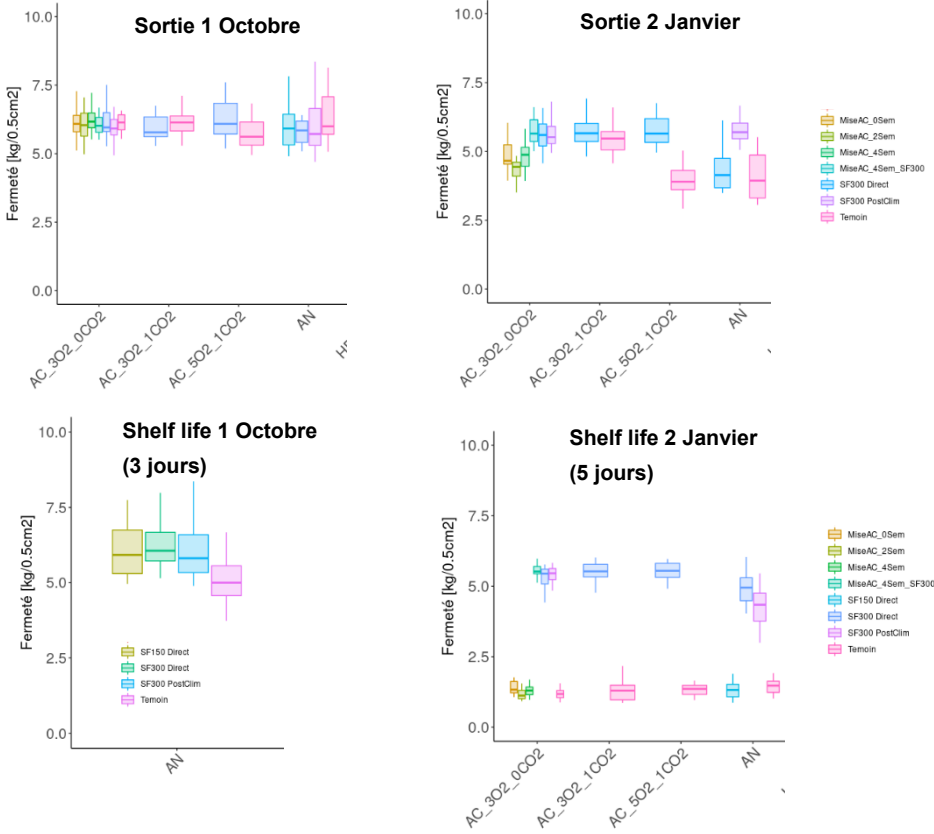 Sortie 1 Octobre
Fermeté [kg/0.5cm2]
10.0
7.5
5.0
2.5
0.0
AC_3O2_0CO2
AC_3O2_1CO2
AC_5O2_1CO2
AN
Sortie 2 Janvier
Fermeté [kg/0.5cm2]
10.0
7.5
5.0
2.5
0.0
AC_3O2_0CO2
AC_3O2_1CO2
AC_5O2_1CO2
AN
MiseAC_0Sem
MiseAC_2Sem
MiseAC_4Sem
MiseAC_4Sem_SF300
SF300 Direct
SF300 PostClim
Temoin
Shelf life 1 Octobre
(3 jours)
Fermeté [kg/0.5cm2]
10.0
7.5
5.0
2.5
0.0
SF150 Direct
SF300 Direct
SF300 PostClim
Temoin
AN
Shelf life 2 Janvier
(5 jours)
Fermeté [kg/0.5cm2]
10.0
7.5
5.0
2.5
0.0
AC_3O2_0CO2
AC_3O2_1CO2
AC_5O2_1CO2
AN
MiseAC_0Sem
MiseAC_2Sem
MiseAC_4Sem
MiseAC_4Sem_SF300
SF150 Direct
SF300 Direct
SF300 PostClim
Temoin